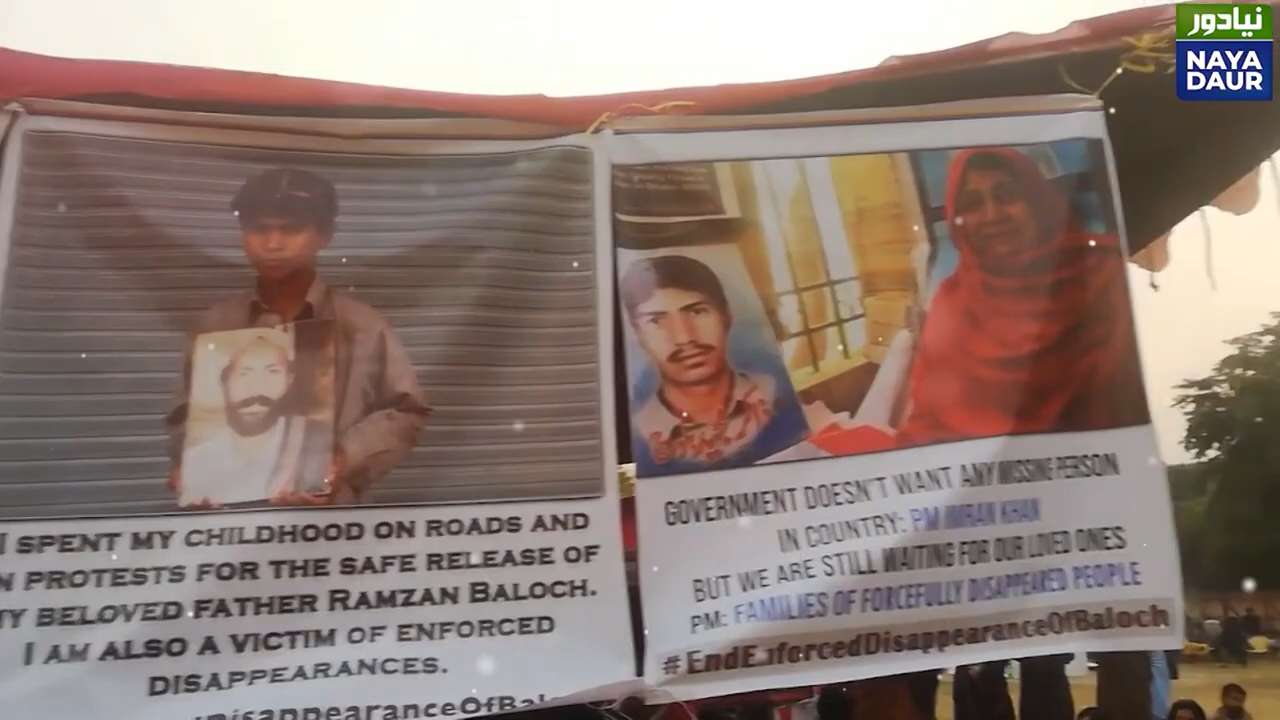 نیادور
NAYA
DAUR
I SPENT MY CHILDHOOD ON ROADS AND
PROTESTS FOR THE SAFE RELEASE OF
BELOVED FATHER RAMZAN BALOCH.
I AM ALSO A VICTIM OF ENFORCED
DISAPPEARANCES.
GOVERNMENT DOESN'T WANT ANY MISSING PERSON
IN COUNTRY: PM IMRAN KHAN
BUT WE ARE STILL WAITING FOR OUR LOVED ONES
PM: FAMILIES OF FORCEFULLY DISAPPEARED PEOPLE
#EndEnforcedDisappearanceOfBaloch